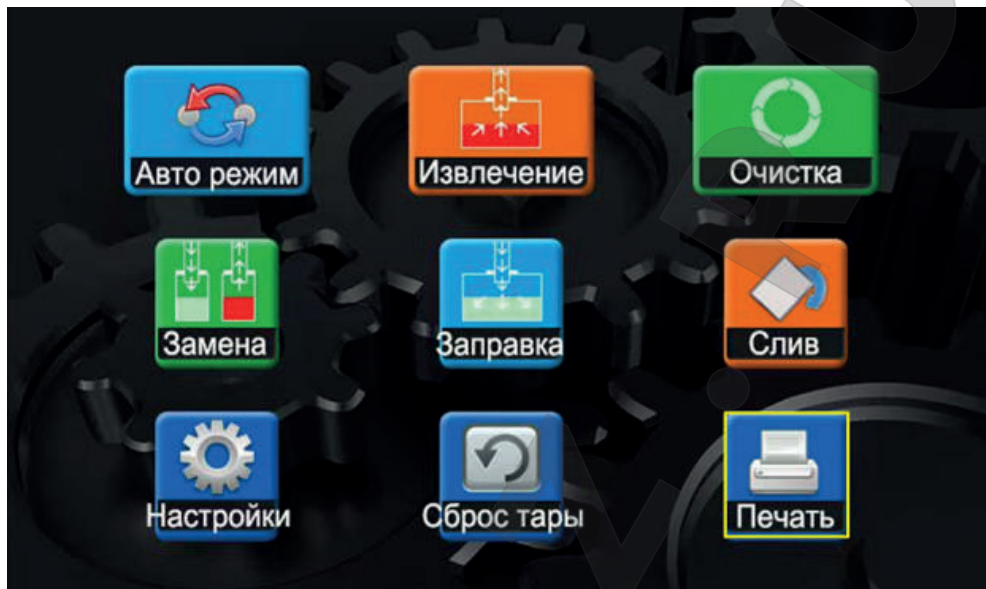 Авто режим
Извлечение
Очистка
Замена
Заправка
Слив
Настройки
Сброс тары
Печать